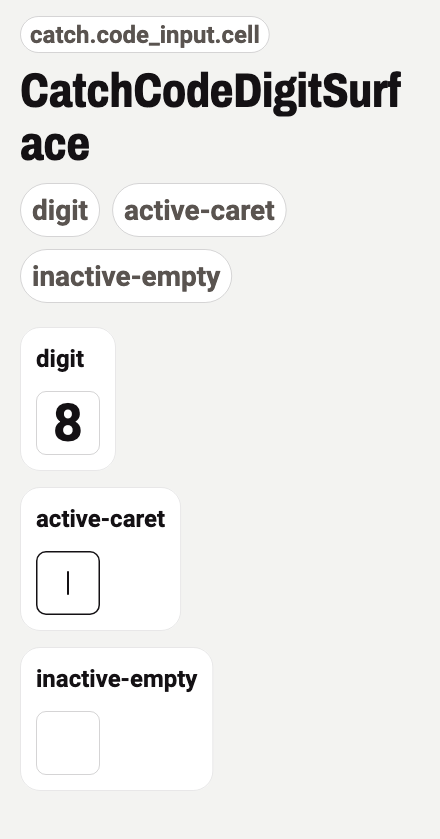 catch.code_input.cell
CatchCodeDigitSurf
ace
digit active-caret
inactive-empty
digit
8
active-caret
inactive-empty